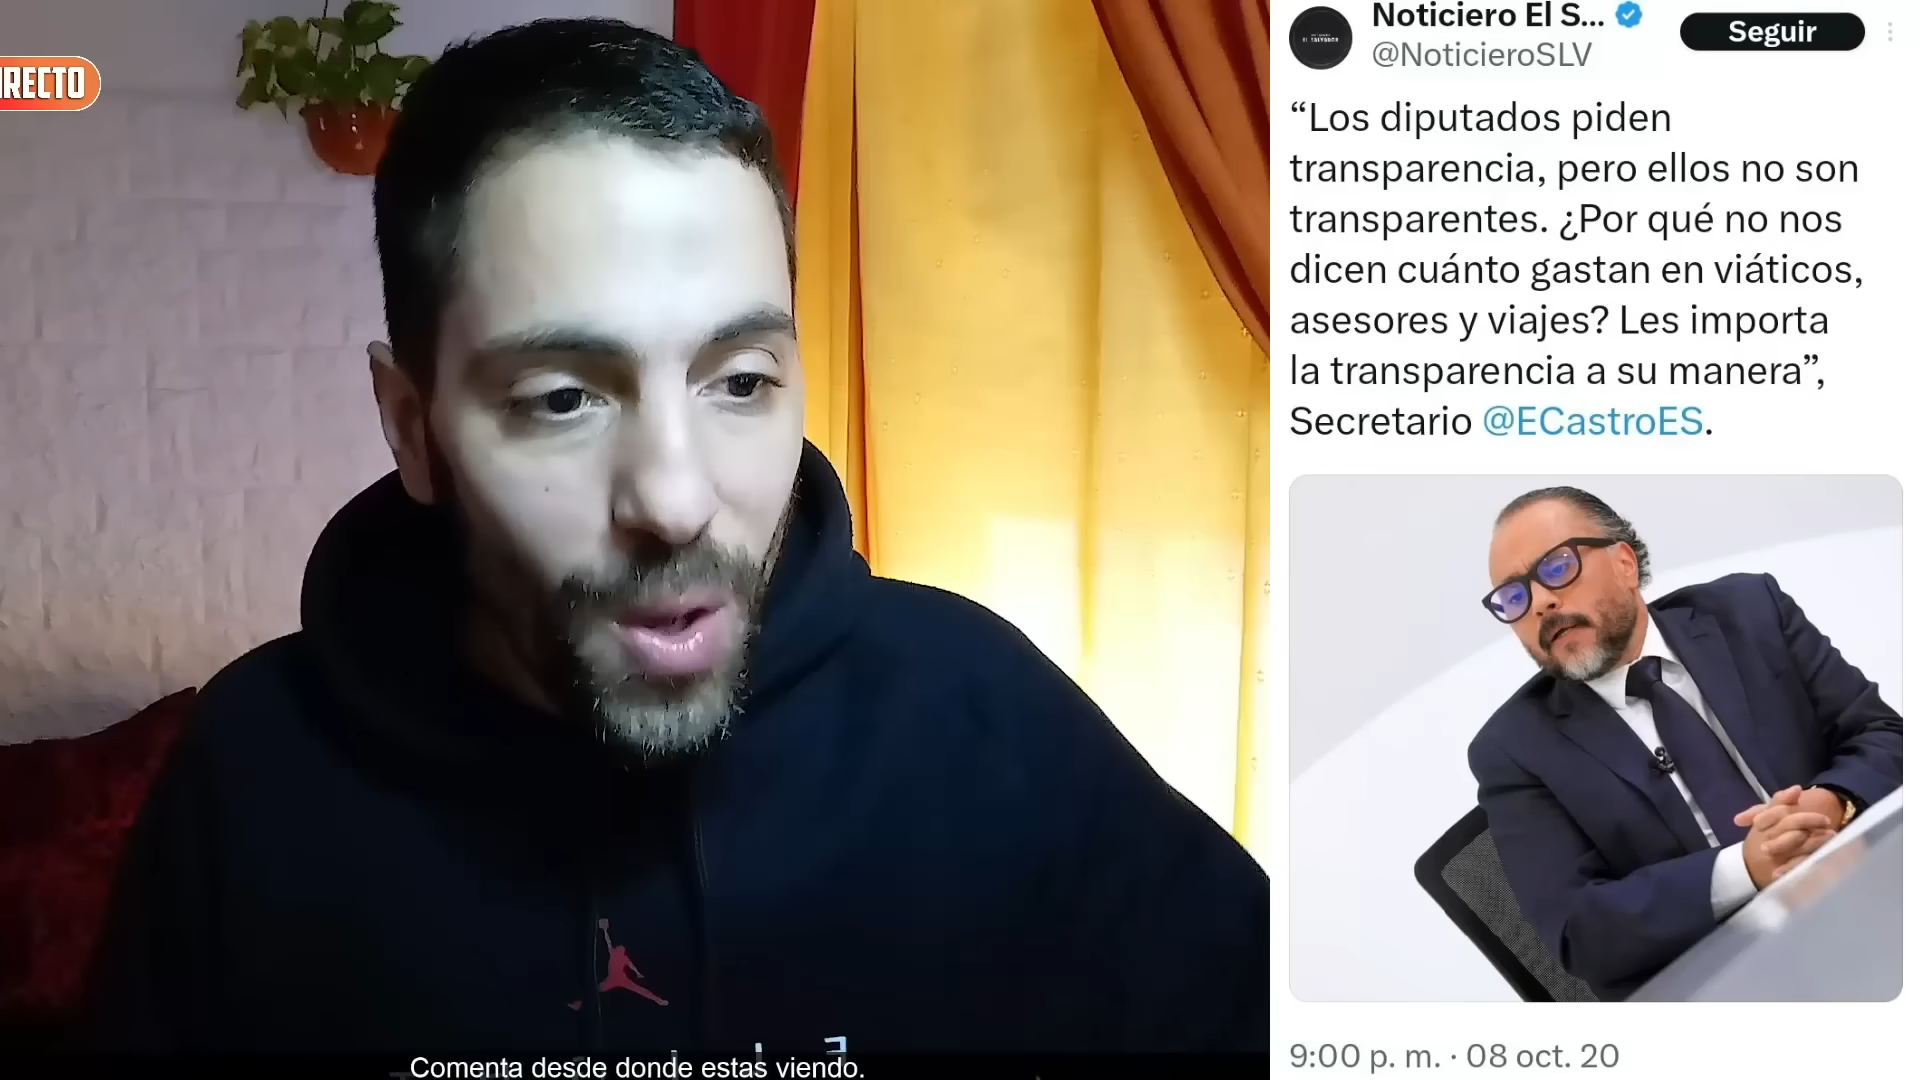 IRECTO
Noticiero El S...
@NoticieroSLV
Seguir
“Los diputados piden
transparencia, pero ellos no son
transparentes. ¿Por qué no nos
dicen cuánto gastan en viáticos,
asesores y viajes? Les importa
la transparencia a su manera”,
Secretario @ECastroES.
9:00 p. m. · 08 oct. 20
Comenta desde donde estas viendo.